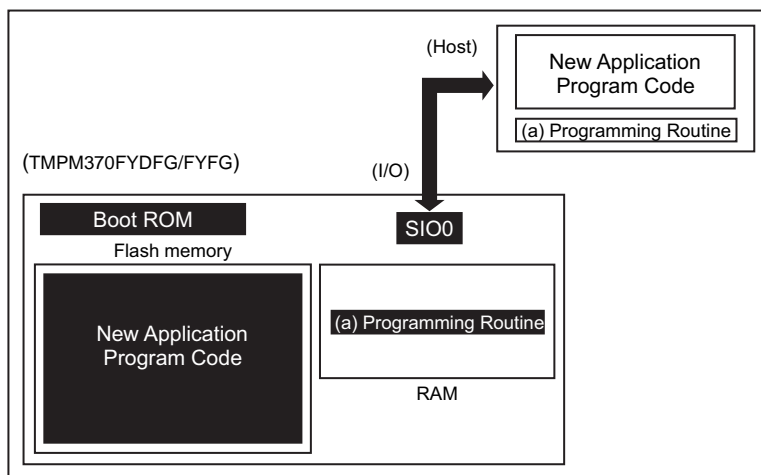 (Host)
New Application
Program Code
(a) Programming Routine
(TMPM370FYDFG/FYFG)
(I/O)
Boot ROM
SIO0
Flash memory
New Application
Program Code
(a) Programming Routine
RAM